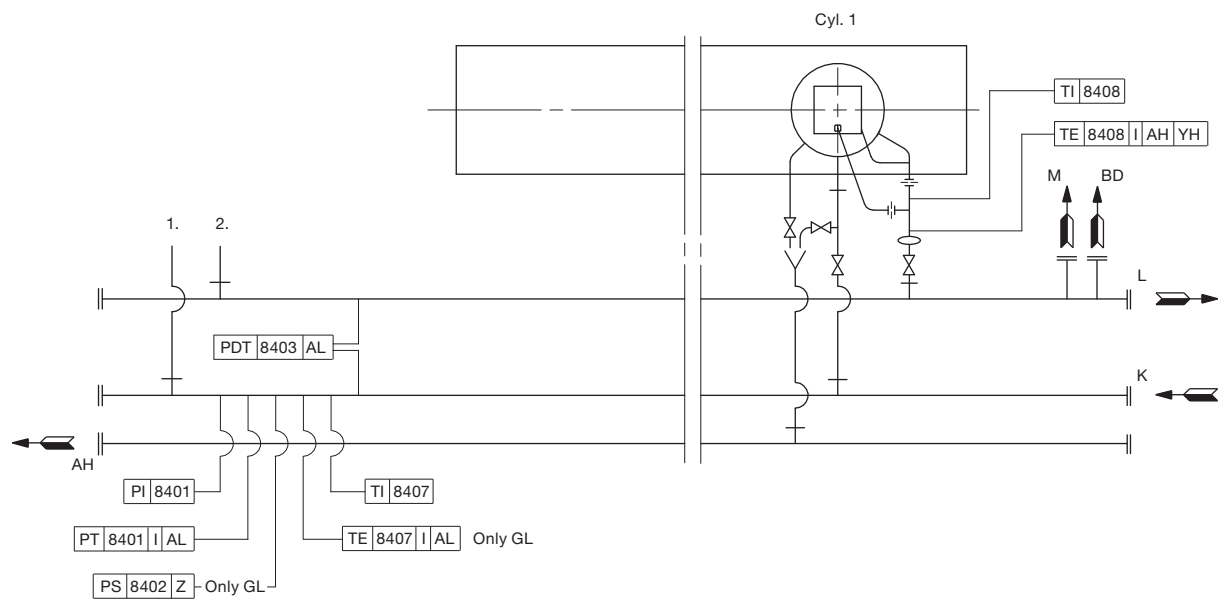 Cyl. 1
TI 8408
TE 8408 I AH YH
M BD
1. 2.
L
PDT 8403 AL
K
AH
PI 8401
TI 8407
PT 8401 I AL
TE 8407 I AL Only GL
PS 8402 Z Only GL